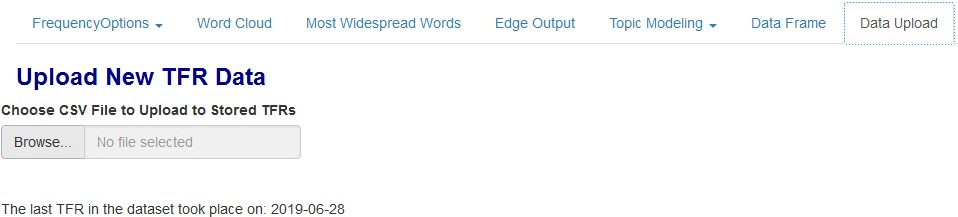 FrequencyOptions Word Cloud Most Widespread Words Edge Output Topic Modeling Data Frame Data Upload
Upload New TFR Data
Choose CSV File to Upload to Stored TFRs
Browse... No file selected
The last TFR in the dataset took place on: 2019-06-28